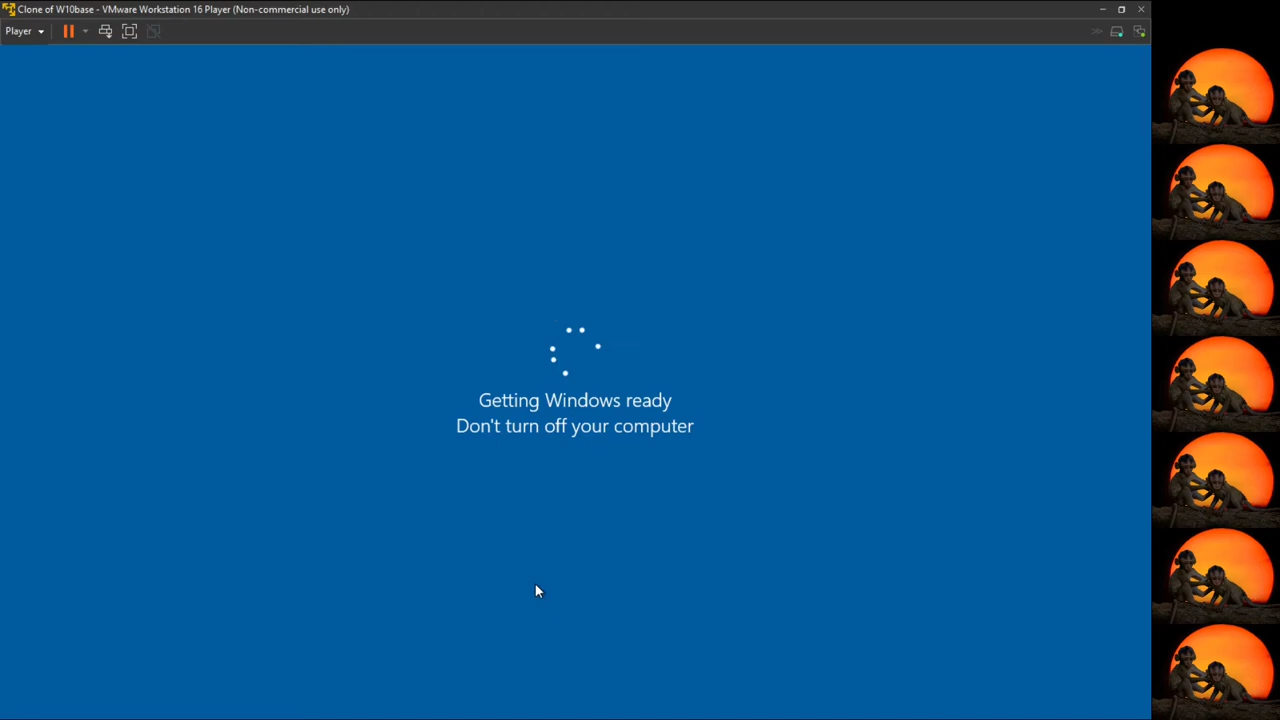 Clone of W10base - VMware Workstation 16 Player (Non-commercial use only)
Player
Getting Windows ready
Don't turn off your computer